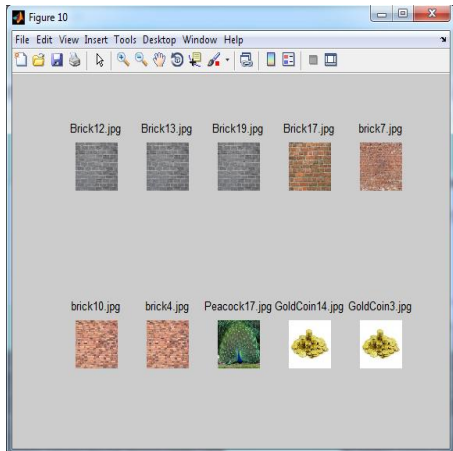 Figure 10
File Edit View Insert Tools Desktop Window Help
Brick12.jpg Brick13.jpg Brick19.jpg Brick17.jpg brick7.jpg
brick10.jpg brick4.jpg Peacock17.jpg GoldCoin14.jpg GoldCoin3.jpg